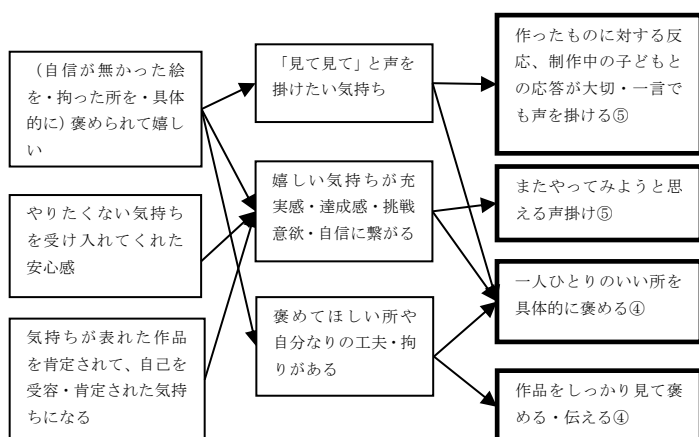 （自信が無かった絵
を・拘った所を・具体
的に）褒められて嬉し
い
やりたくない気持ち
を受け入れてくれた
安心感
気持ちが表れた作品
を肯定されて、自己を
受容・肯定された気持
ちになる
「見て見て」と声を
掛けたい気持ち
嬉しい気持ちが充
実感・達成感・挑戦
意欲・自信に繋がる
褒めてほしい所や
自分なりの工夫・拘
りがある
作ったものに対する反
応、制作中の子どもと
の応答が大切・一言で
も声を掛ける⑤
またやってみようと思
える声掛け⑤
一人ひとりのいい所を
具体的に褒める④
作品をしっかり見て褒
める・伝える④